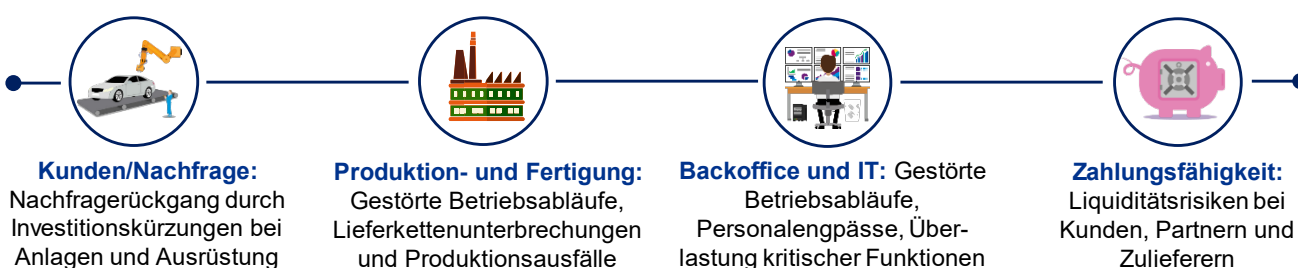 Kunden/Nachfrage:
Nachfragerückgang durch
Investitionskürzungen bei
Anlagen und Ausrüstung
Produktion- und Fertigung:
Gestörte Betriebsabläufe,
Lieferkettenunterbrechungen
und Produktionsausfälle
Backoffice und IT: Gestörte
Betriebsabläufe,
Personalengpässe, Über-
lastung kritischer Funktionen
Zahlungsfähigkeit:
Liquiditätsrisiken bei
Kunden, Partnern und
Zulieferern